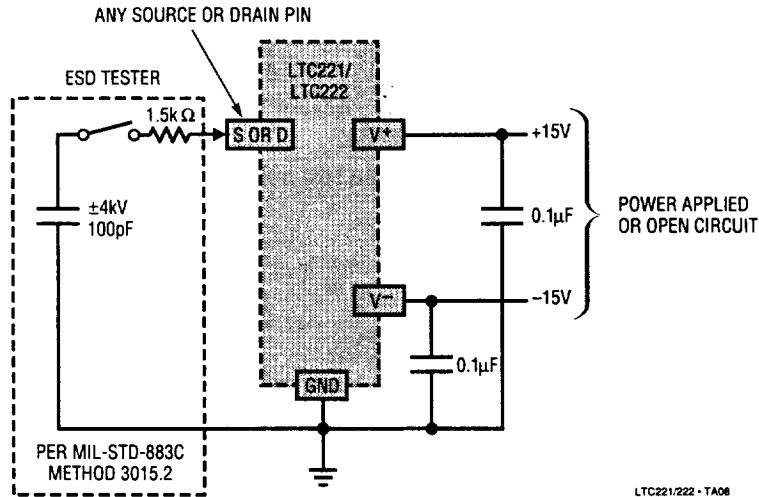 ANY SOURCE OR DRAIN PIN
ESD TESTER
LTC221/
LTC222
1.5kΩ
S OR D
V+
+15V
±4kV
100pF
0.1µF
POWER APPLIED
OR OPEN CIRCUIT
V−
−15V
0.1µF
GND
PER MIL-STD-883C
METHOD 3015.2
LTC221/222 • TA06